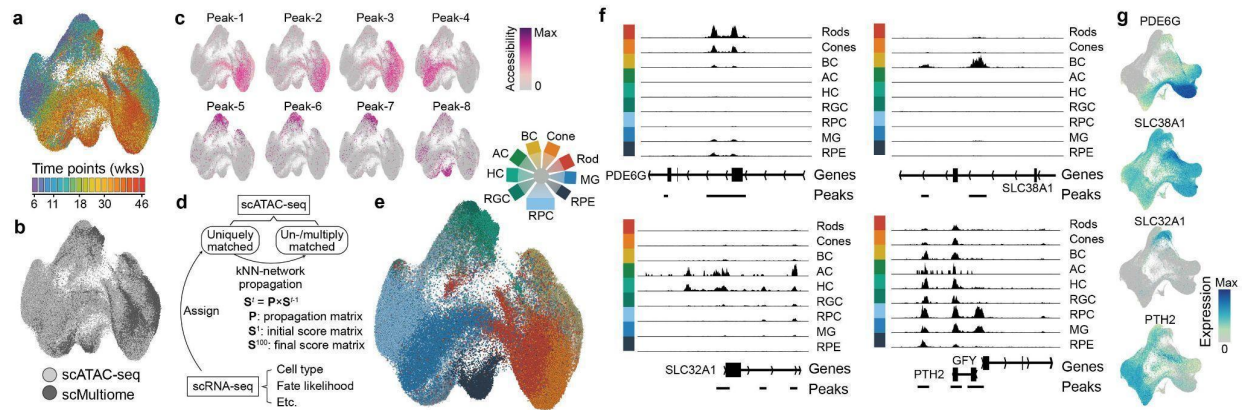 a
Time points (wks)
6 11 18 30 46
b
scATAC-seq
scMultiome
c
Peak-1 Peak-2 Peak-3 Peak-4
Peak-5 Peak-6 Peak-7 Peak-8
Accessibility
Max
0
d
scATAC-seq
Uniquely matched
Un-/multiply matched
kNN-network
propagation
Sᵗ = P×Sᵗ⁻¹
P: propagation matrix
S¹: initial score matrix
S¹⁰⁰: final score matrix
Assign
scRNA-seq
Cell type
Fate likelihood
Etc.
e
BC Cone
AC Rod
HC MG
RGC RPE
RPC
f
Rods
Cones
BC
AC
HC
RGC
RPC
MG
RPE
PDE6G
Genes
Peaks
Rods
Cones
BC
AC
HC
RGC
RPC
MG
RPE
Genes
SLC38A1
Peaks
Rods
Cones
BC
AC
HC
RGC
RPC
MG
RPE
SLC32A1
Genes
Peaks
Rods
Cones
BC
AC
HC
RGC
RPC
MG
RPE
GFY
Genes
PTH2
Peaks
g
PDE6G
SLC38A1
SLC32A1
PTH2
Expression
Max
0